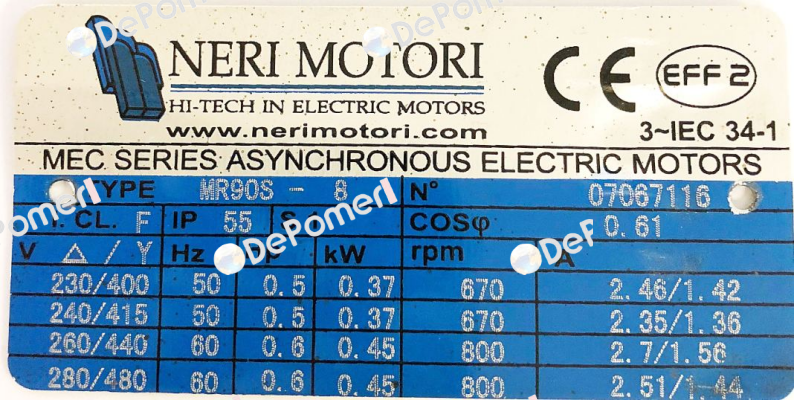 NERI MOTORI
HI-TECH IN ELECTRIC MOTORS
www.nerimotori.com
CE EFF 2
3~IEC 34-1
MEC SERIES ASYNCHRONOUS ELECTRIC MOTORS
TYPE MR90S - 8 N° 07067116
CL. F IP 55 S COSφ 0.61
V △ / Y Hz kW rpm A
230/400 50 0.5 0.37 670 2.46/1.42
240/415 50 0.5 0.37 670 2.35/1.36
260/440 60 0.6 0.45 800 2.7/1.56
280/480 60 0.6 0.45 800 2.51/1.44
DePomerl